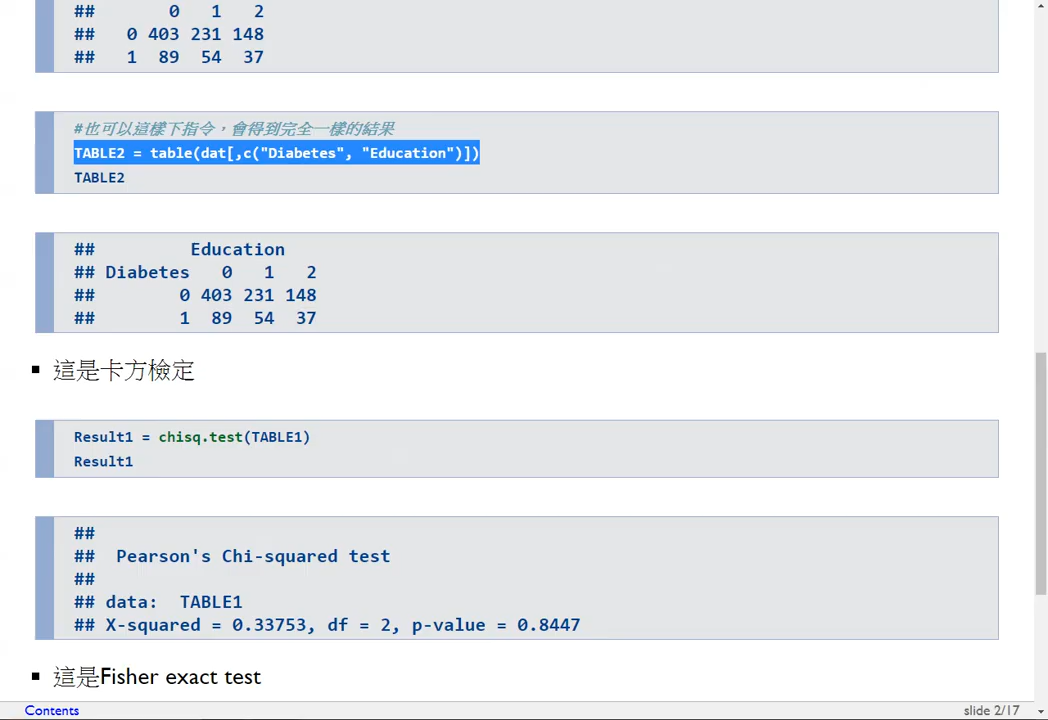 ##        0   1   2
##    0 403 231 148
##    1  89  54  37
#也可以這樣下指令，會得到完全一樣的結果
TABLE2 = table(dat[,c("Diabetes", "Education")])
TABLE2
##         Education
## Diabetes   0   1   2
##        0 403 231 148
##        1  89  54  37
▪ 這是卡方檢定
Result1 = chisq.test(TABLE1)
Result1
##
##  Pearson's Chi-squared test
##
## data:  TABLE1
## X-squared = 0.33753, df = 2, p-value = 0.8447
▪ 這是Fisher exact test
Contents
slide 2/17